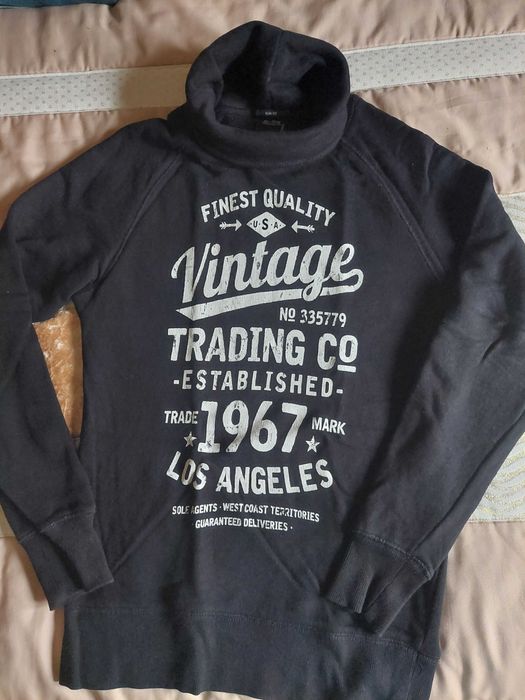 FINEST QUALITY
U·S·A
Vintage
No 335779
TRADING Co
-ESTABLISHED-
TRADE 1967 MARK
LOS ANGELES
SOLE AGENTS · WEST COAST TERRITORIES
GUARANTEED DELIVERIES ·